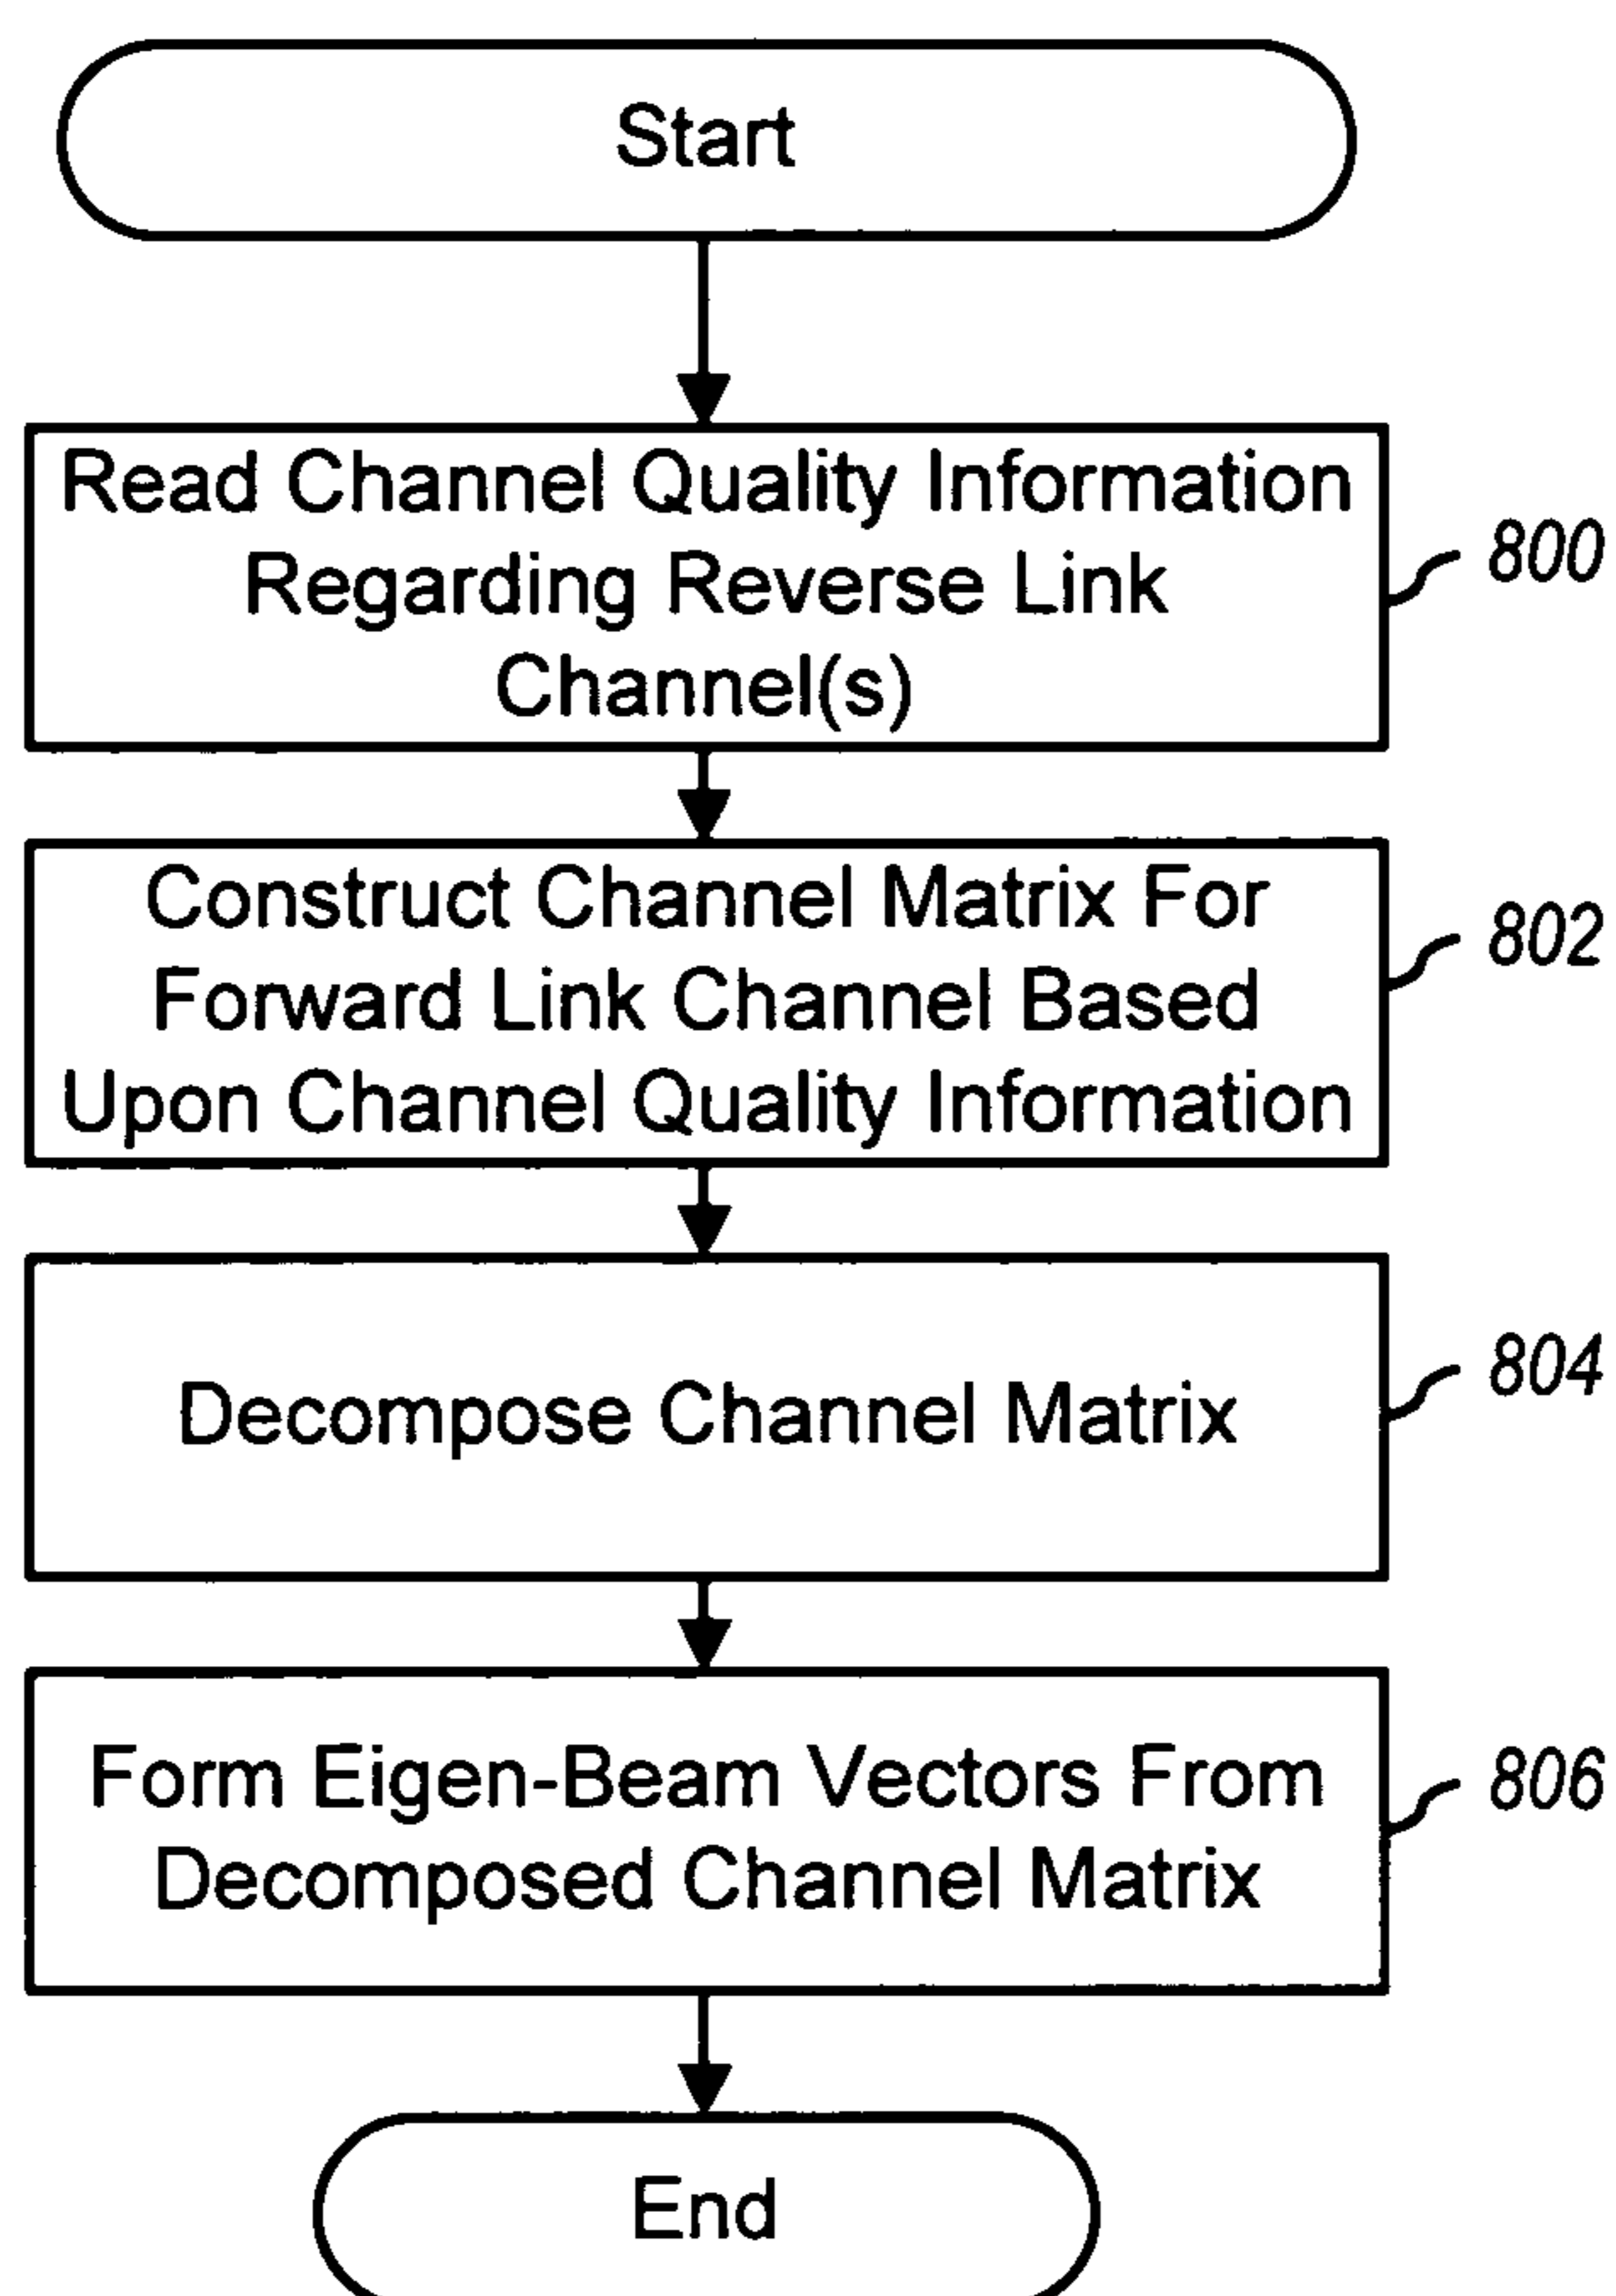 Start
Read Channel Quality Information
Regarding Reverse Link
Channel(s)
800
Construct Channel Matrix For
Forward Link Channel Based
Upon Channel Quality Information
802
Decompose Channel Matrix
804
Form Eigen-Beam Vectors From
Decomposed Channel Matrix
806
End